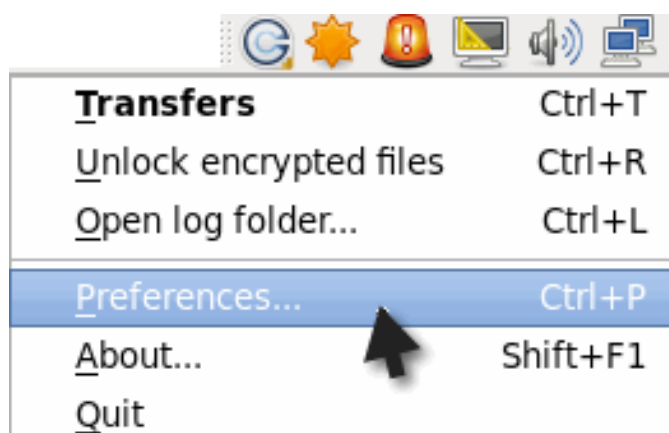 Transfers Ctrl+T
Unlock encrypted files Ctrl+R
Open log folder... Ctrl+L
Preferences... Ctrl+P
About... Shift+F1
Quit